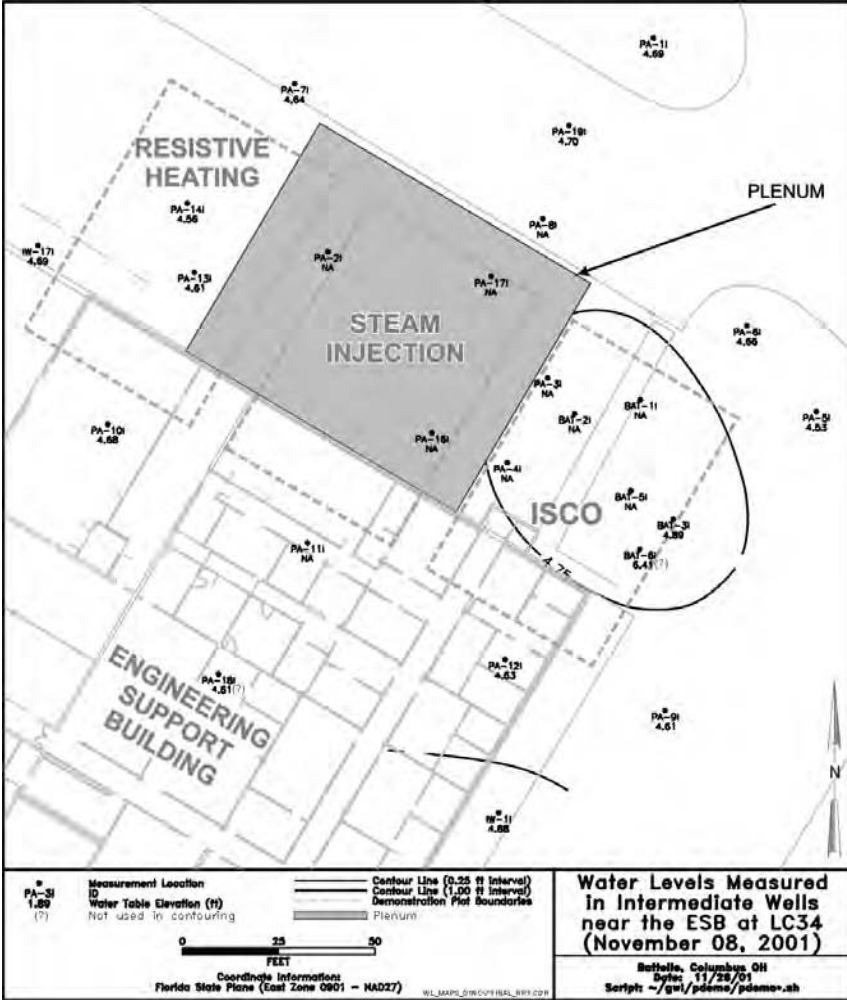 PA-1I
4.69
PA-7I
4.64
PA-19I
4.70
RESISTIVE
HEATING
PLENUM
PA-14I
4.56
PA-8I
NA
IW-17I
4.69
PA-2I
NA
PA-13I
4.61
PA-17I
NA
STEAM
INJECTION
PA-6I
4.66
PA-3I
NA
BAT-1I
NA
BAT-2I
NA
PA-5I
4.53
PA-10I
4.68
PA-16I
NA
PA-4I
NA
BAT-5I
NA
ISCO
BAT-3I
4.89
PA-11I
NA
BAT-6I
6.41(?)
4.75
PA-12I
4.63
PA-18I
4.61(?)
ENGINEERING
SUPPORT
BUILDING
PA-9I
4.61
N
IW-1I
4.88
PA-3I
1.89
(?)
Measurement Location
ID
Water Table Elevation (ft)
Not used in contouring
Contour Line (0.25 ft interval)
Contour Line (1.00 ft interval)
Demonstration Plot Boundaries
Plenum
0 25 50
FEET
Coordinate Information:
Florida State Plane (East Zone 0901 - NAD27)
Water Levels Measured
in Intermediate Wells
near the ESB at LC34
(November 08, 2001)
Battelle, Columbus OH
Date: 11/26/01
Script: ~/gwl/pdemo/pdemo*.sh